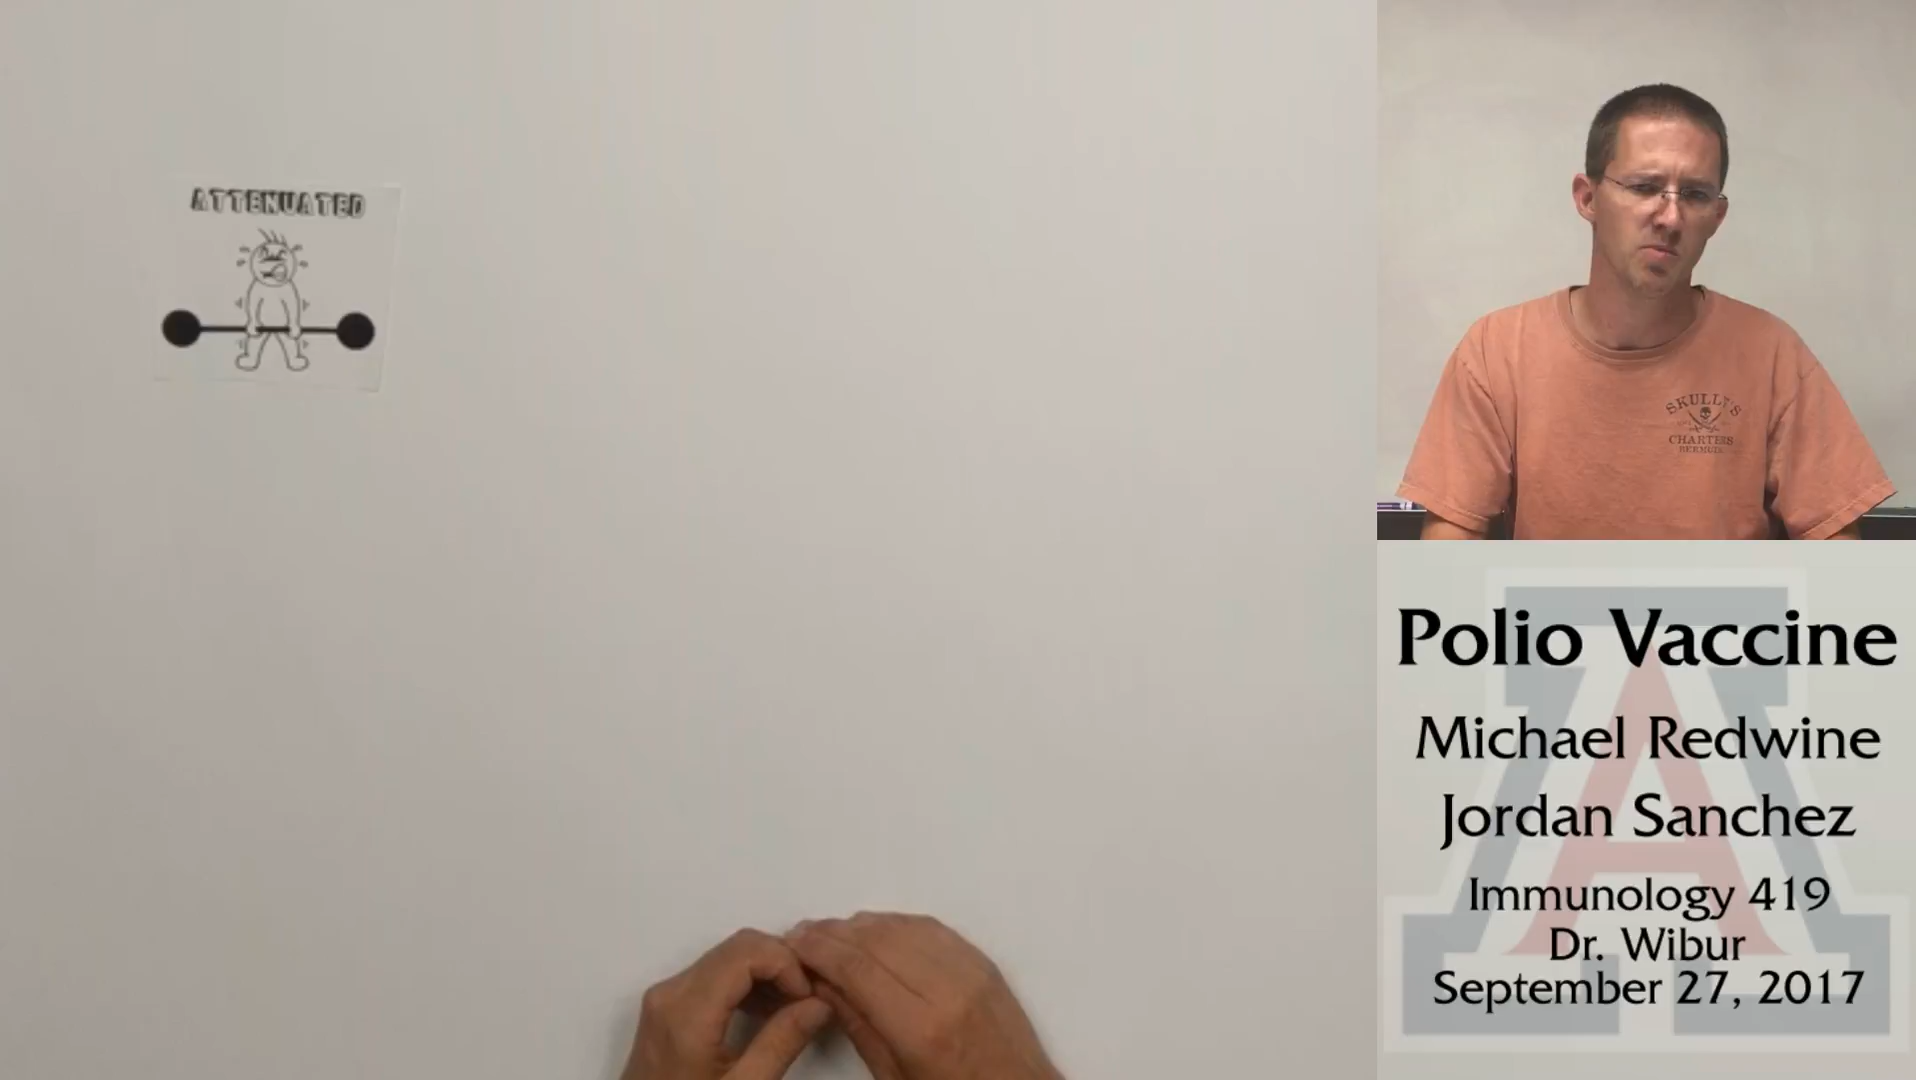 ATTENUATED
SKULLY'S
CHARTERS
Polio Vaccine
Michael Redwine
Jordan Sanchez
Immunology 419
Dr. Wibur
September 27, 2017